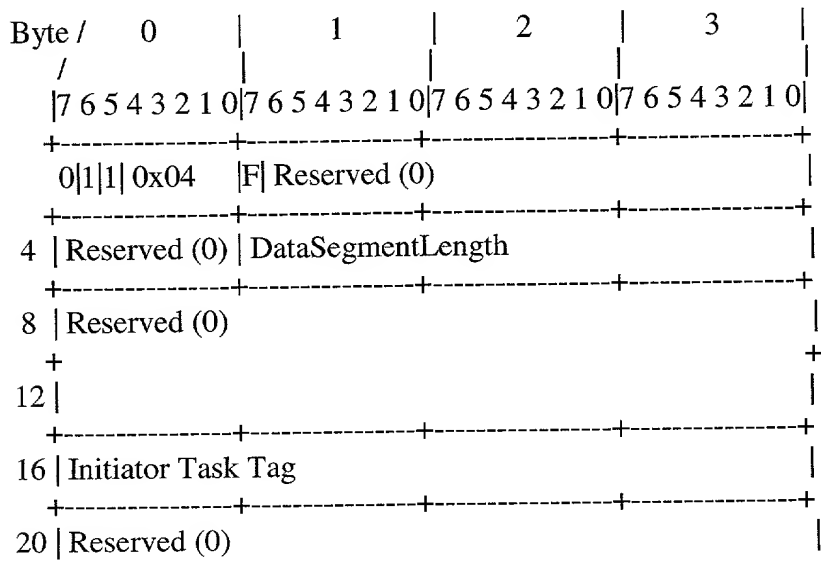 Byte / 0 | 1 | 2 | 3 |
/ | | | |
|7 6 5 4 3 2 1 0|7 6 5 4 3 2 1 0|7 6 5 4 3 2 1 0|7 6 5 4 3 2 1 0|
+---------------+---------------+---------------+---------------+
0|1|1| 0x04 |F| Reserved (0) |
+---------------+---------------+---------------+---------------+
4 | Reserved (0) | DataSegmentLength |
+---------------+---------------+---------------+---------------+
8 | Reserved (0) |
+ +
12 | |
+---------------+---------------+---------------+---------------+
16 | Initiator Task Tag |
+---------------+---------------+---------------+---------------+
20 | Reserved (0) |